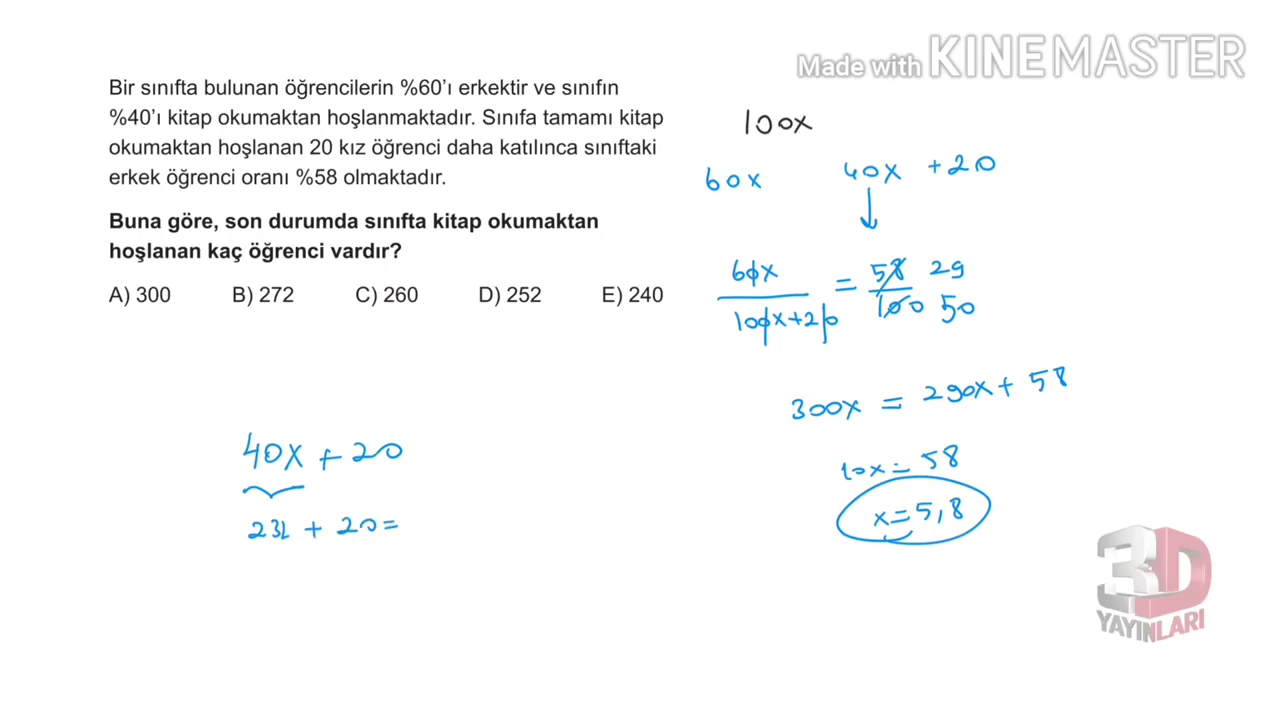 Made with KINEMASTER
Bir sınıfta bulunan öğrencilerin %60'ı erkektir ve sınıfın
%40'ı kitap okumaktan hoşlanmaktadır. Sınıfa tamamı kitap
okumaktan hoşlanan 20 kız öğrenci daha katılınca sınıftaki
erkek öğrenci oranı %58 olmaktadır.
Buna göre, son durumda sınıfta kitap okumaktan
hoşlanan kaç öğrenci vardır?
A) 300 B) 272 C) 260 D) 252 E) 240
100x
60x 40x +20
60x = 58 29
100x+20 100 50
300x = 290x + 58
10x = 58
x = 5,8
40x + 20
232 + 20 =
3D
YAYINLARI